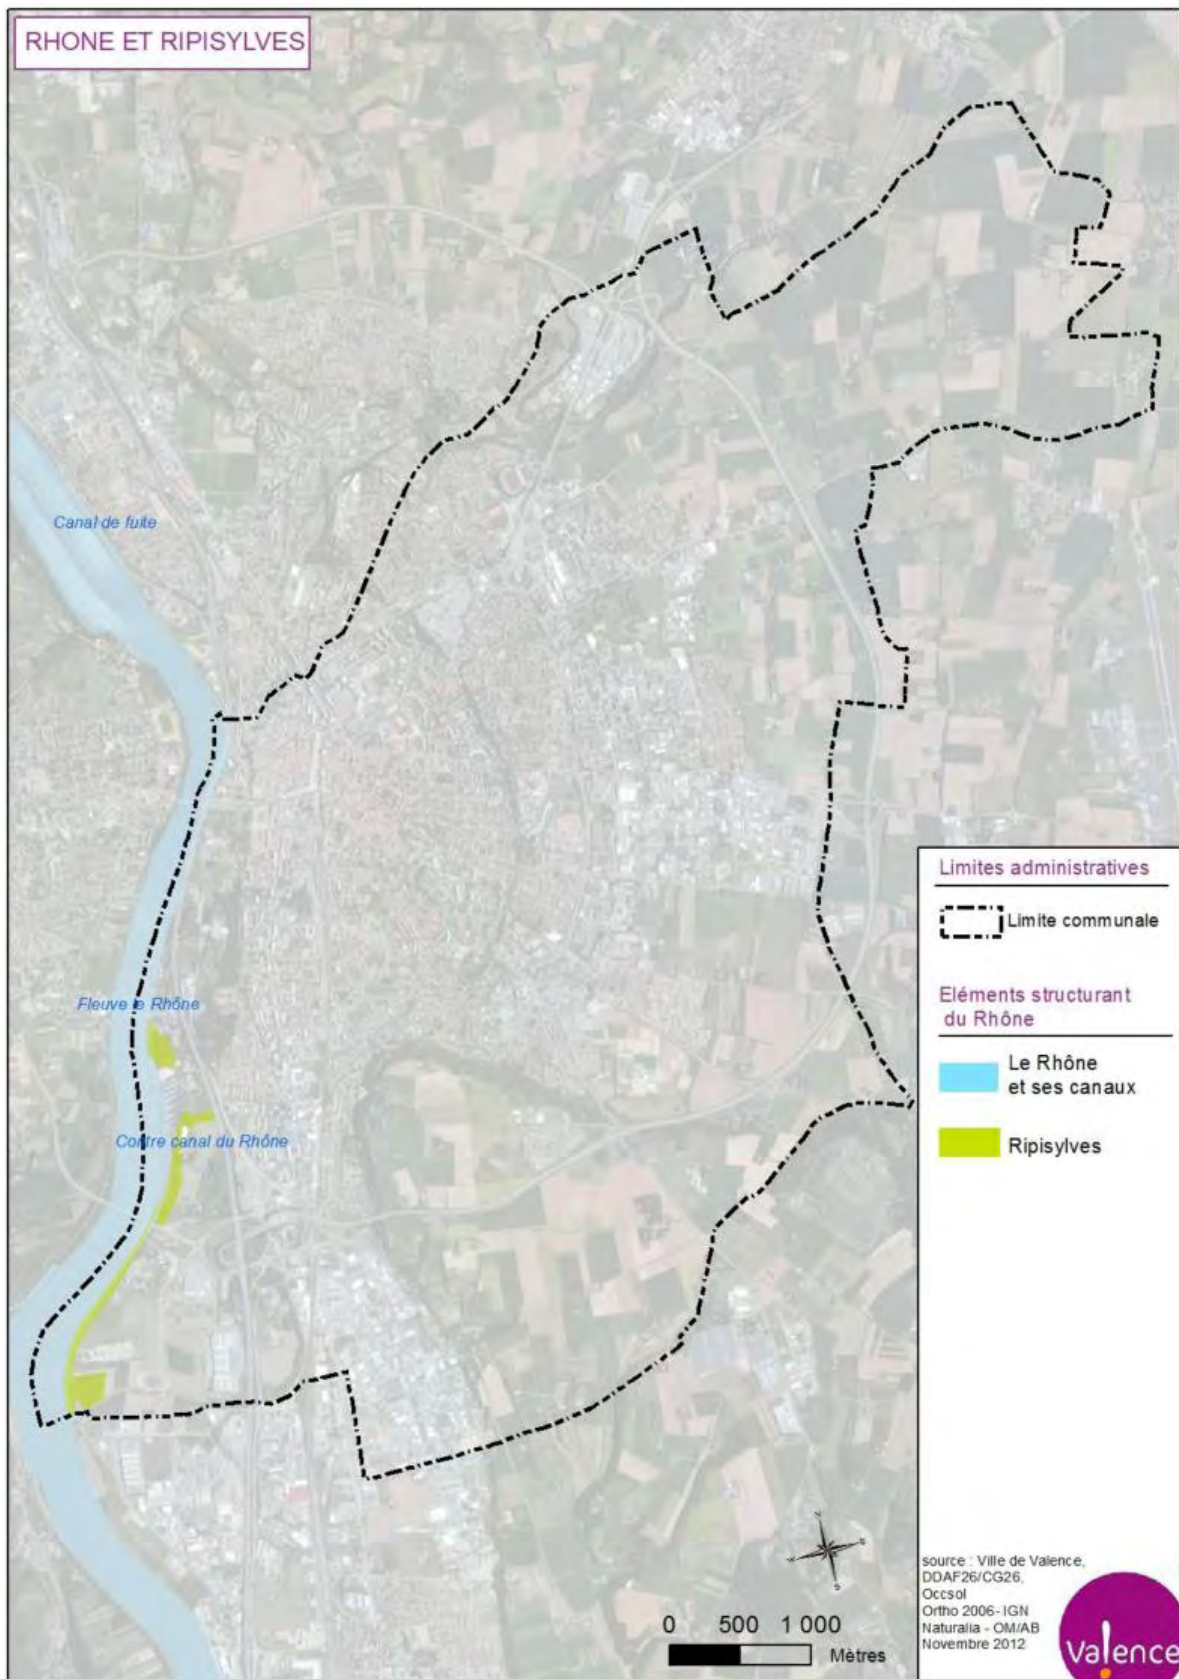 RHONE ET RIPISYLVES
Canal de fuite
Fleuve le Rhône
Contre canal du Rhône
Limites administratives
Limite communale
Eléments structurant
du Rhône
Le Rhône
et ses canaux
Ripisylves
source : Ville de Valence,
DDAF26/CG26,
Occsol
Ortho 2006- IGN
Naturalia - OM/AB
Novembre 2012
0 500 1 000
Mètres
Valence